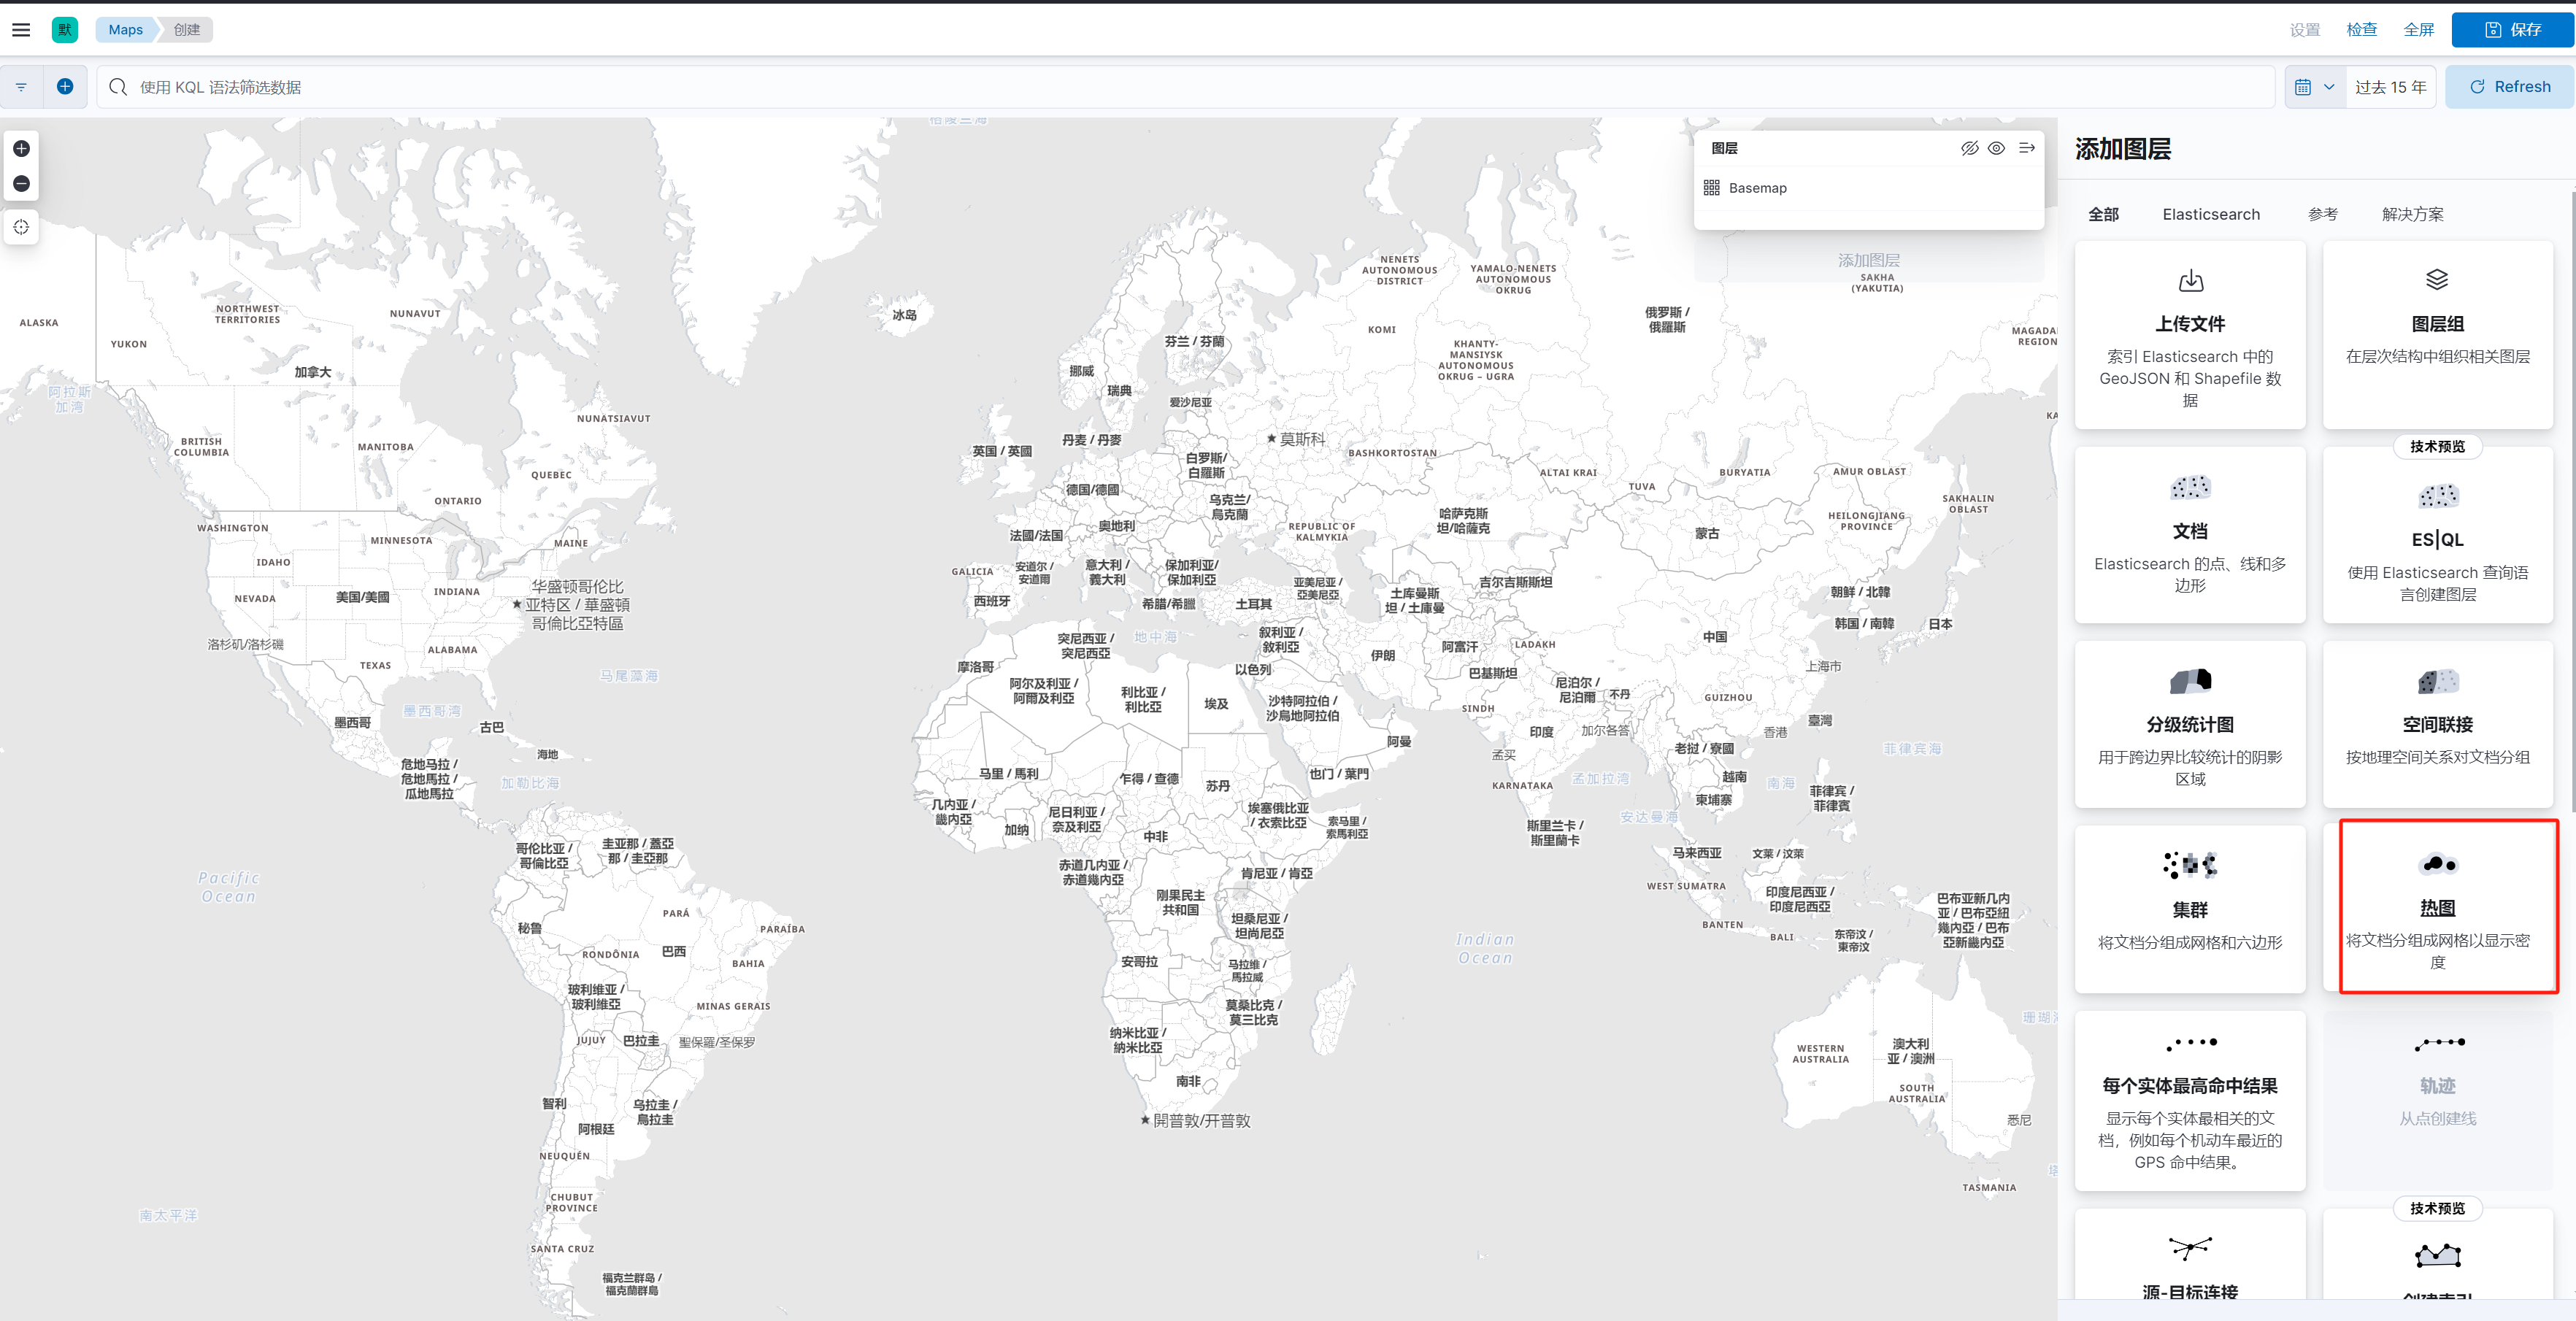 默
Maps
创建
设置
检查
全屏
保存
使用 KQL 语法筛选数据
过去 15 年
Refresh
图层
Basemap
添加图层
添加图层
全部
Elasticsearch
参考
解决方案
上传文件
索引 Elasticsearch 中的
GeoJSON 和 Shapefile 数
据
图层组
在层次结构中组织相关图层
文档
Elasticsearch 的点、线和多
边形
技术预览
ES|QL
使用 Elasticsearch 查询语
言创建图层
分级统计图
用于跨边界比较统计的阴影
区域
空间联接
按地理空间关系对文档分组
集群
将文档分组成网格和六边形
热图
将文档分组成网格以显示密
度
每个实体最高命中结果
显示每个实体最相关的文
档，例如每个机动车最近的
GPS 命中结果。
轨迹
从点创建线
源-目标连接
技术预览
ALASKA
YUKON
NORTHWEST
TERRITORIES
NUNAVUT
加拿大
阿拉斯
加湾
BRITISH
COLUMBIA
MANITOBA
NUNATSIAVUT
QUEBEC
ONTARIO
WASHINGTON
MINNESOTA
MAINE
IDAHO
NEVADA
美国/美國
INDIANA
华盛顿哥伦比
亚特区 / 華盛頓
哥倫比亞特區
洛杉矶/洛杉磯
ALABAMA
TEXAS
马尾藻海
墨西哥湾
墨西哥
古巴
海地
危地马拉 /
危地馬拉 /
瓜地馬拉
加勒比海
哥伦比亚 /
哥倫比亞
圭亚那 / 蓋亞
那 / 圭亞那
Pacific
Ocean
秘鲁
PARÁ
PARAÍBA
RONDÔNIA
巴西
BAHIA
玻利维亚 /
玻利維亞
MINAS GERAIS
JUJUY
巴拉圭
聖保羅/圣保罗
智利
乌拉圭 /
烏拉圭
阿根廷
NEUQUÉN
CHUBUT
PROVINCE
南太平洋
SANTA CRUZ
福克兰群岛 /
福克蘭群島
冰岛
挪威
瑞典
芬兰 / 芬蘭
爱沙尼亚
丹麦 / 丹麥
英国 / 英國
莫斯科
白罗斯/
白羅斯
德国/德國
乌克兰/
烏克蘭
法國/法国
奥地利
GALICIA
安道尔 /
安道爾
意大利 /
義大利
保加利亚/
保加利亞
西班牙
希腊/希臘
土耳其
亚美尼亚 /
亞美尼亞
REPUBLIC OF
KALMYKIA
NENETS
AUTONOMOUS
DISTRICT
YAMALO-NENETS
AUTONOMOUS
OKRUG
KOMI
KHANTY-
MANSIYSK
AUTONOMOUS
OKRUG – UGRA
俄罗斯 /
俄羅斯
SAKHA
(YAKUTIA)
BASHKORTOSTAN
ALTAI KRAI
TUVA
BURYATIA
AMUR OBLAST
SAKHALIN
OBLAST
哈萨克斯
坦/哈薩克
蒙古
HEILONGJIANG
PROVINCE
吉尔吉斯斯坦
土库曼斯
坦 / 土庫曼
朝鲜 / 北韓
韩国 / 南韓
日本
突尼西亚 /
突尼西亞
地中海
叙利亚 /
敘利亞
摩洛哥
以色列
伊朗
阿富汗
LADAKH
中国
上海市
阿尔及利亚 /
阿爾及利亞
利比亚 /
利比亞
埃及
沙特阿拉伯 /
沙烏地阿拉伯
巴基斯坦
尼泊尔 /
尼泊爾
不丹
GUIZHOU
SINDH
印度
加尔各答
香港
臺灣
阿曼
孟买
老挝 / 寮國
菲律宾海
马里 / 馬利
乍得 / 查德
苏丹
也门 / 葉門
KARNATAKA
孟加拉湾
越南
南海
柬埔寨
菲律宾 /
菲律賓
几内亚 /
畿內亞
加纳
尼日利亚 /
奈及利亞
中非
埃塞俄比亚
/ 衣索比亞
索马里 /
索馬利亞
斯里兰卡 /
斯里蘭卡
安达曼海
马来西亚
文莱 / 汶萊
赤道几内亚 /
赤道幾內亞
肯尼亚 / 肯亞
WEST SUMATRA
印度尼西亚 /
印度尼西亞
刚果民主
共和国
坦桑尼亚 /
坦尚尼亞
BANTEN
BALI
东帝汶 /
東帝汶
巴布亚新几内
亚 / 巴布亞紐
幾內亞 / 巴布
亞新畿內亞
Indian
Ocean
安哥拉
马拉维 /
馬拉威
莫桑比克 /
莫三比克
纳米比亚 /
納米比亞
南非
開普敦/开普敦
WESTERN
AUSTRALIA
澳大利
亚 / 澳洲
SOUTH
AUSTRALIA
悉尼
TASMANIA